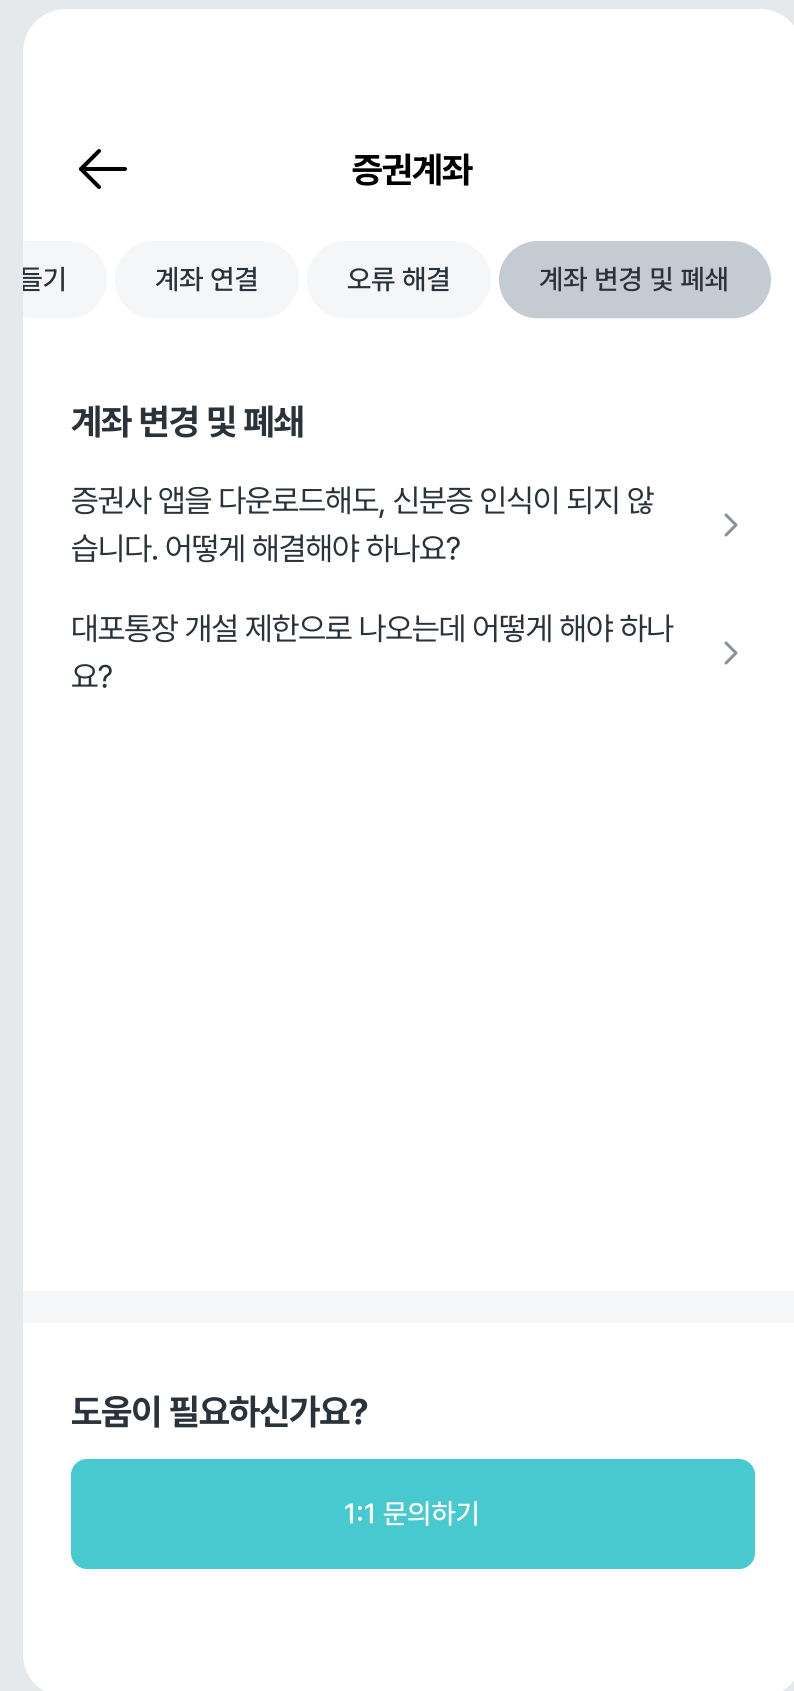 증권계좌
들기
계좌 연결
오류 해결
계좌 변경 및 폐쇄
계좌 변경 및 폐쇄
증권사 앱을 다운로드해도, 신분증 인식이 되지 않
습니다. 어떻게 해결해야 하나요?
대포통장 개설 제한으로 나오는데 어떻게 해야 하나
요?
도움이 필요하신가요?
1:1 문의하기